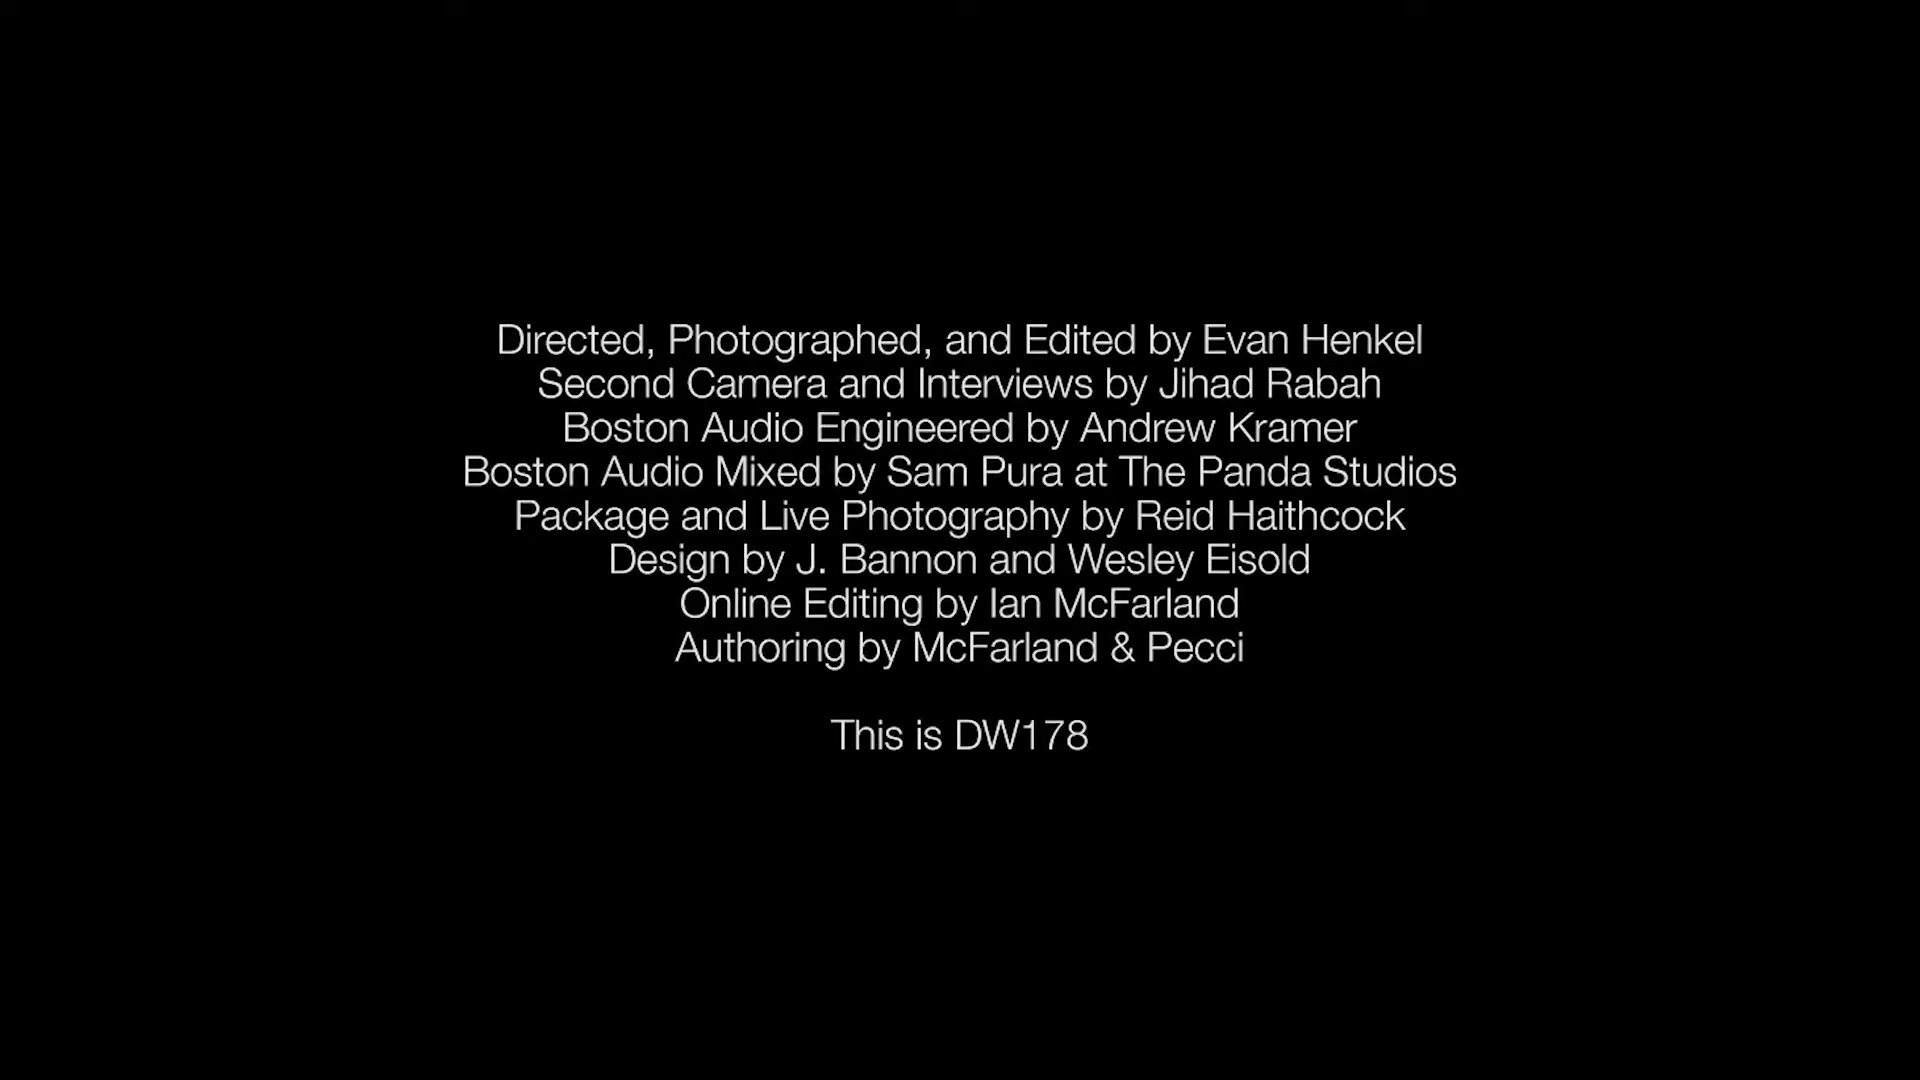 Directed, Photographed, and Edited by Evan Henkel
Second Camera and Interviews by Jihad Rabah
Boston Audio Engineered by Andrew Kramer
Boston Audio Mixed by Sam Pura at The Panda Studios
Package and Live Photography by Reid Haithcock
Design by J. Bannon and Wesley Eisold
Online Editing by Ian McFarland
Authoring by McFarland & Pecci
This is DW178